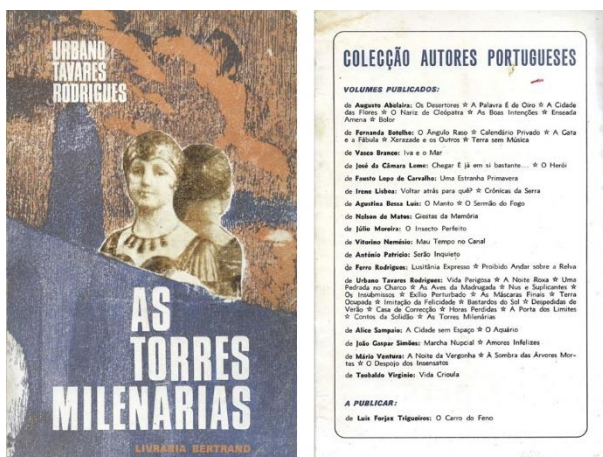 URBANO
TAVARES
RODRIGUES
AS
TORRES
MILENÁRIAS
LIVRARIA BERTRAND
COLECÇÃO AUTORES PORTUGUESES
VOLUMES PUBLICADOS:
de Augusto Abelaira: Os Desertores ☆ A Palavra É de Oiro ☆ A Cidade
das Flores ☆ O Nariz de Cleópatra ☆ As Boas Intenções ☆ Enseada
Amena ☆ Bolor
de Fernanda Botelho: O Ângulo Raso ☆ Calendário Privado ☆ A Gata
e a Fábula ☆ Xerazade e os Outros ☆ Terra sem Música
de Vasco Branco: Iva e o Mar
de José da Câmara Leme: Chegar É já em si bastante... ☆ O Herói
de Fausto Lopo de Carvalho: Uma Estranha Primavera
de Irene Lisboa: Voltar atrás para quê? ☆ Crónicas da Serra
de Agustina Bessa Luís: O Manto ☆ O Sermão do Fogo
de Nelson de Matos: Giestas da Memória
de Júlio Moreira: O Insecto Perfeito
de Vitorino Nemésio: Mau Tempo no Canal
de António Patrício: Serão Inquieto
de Ferro Rodrigues: Lusitânia Expresso ☆ Proibido Andar sobre a Relva
de Urbano Tavares Rodrigues: Vida Perigosa ☆ A Noite Roxa ☆ Uma
Pedrada no Charco ☆ As Aves da Madrugada ☆ Nus e Suplicantes ☆
Os Insubmissos ☆ Exílio Perturbado ☆ As Máscaras Finais ☆ Terra
Ocupada ☆ Imitação da Felicidade ☆ Bastardos do Sol ☆ Despedidas de
Verão ☆ Casa de Correcção ☆ Horas Perdidas ☆ A Porta dos Limites
☆ Contos da Solidão ☆ As Torres Milenárias
de Alice Sampaio: A Cidade sem Espaço ☆ O Aquário
de João Gaspar Simões: Marcha Nupcial ☆ Amores Infelizes
de Mário Ventura: A Noite da Vergonha ☆ À Sombra das Árvores Mor-
tas ☆ O Despojo dos Insensatos
de Teobaldo Virgínio: Vida Crioula
A PUBLICAR:
de Luís Forjaz Trigueiros: O Carro do Feno